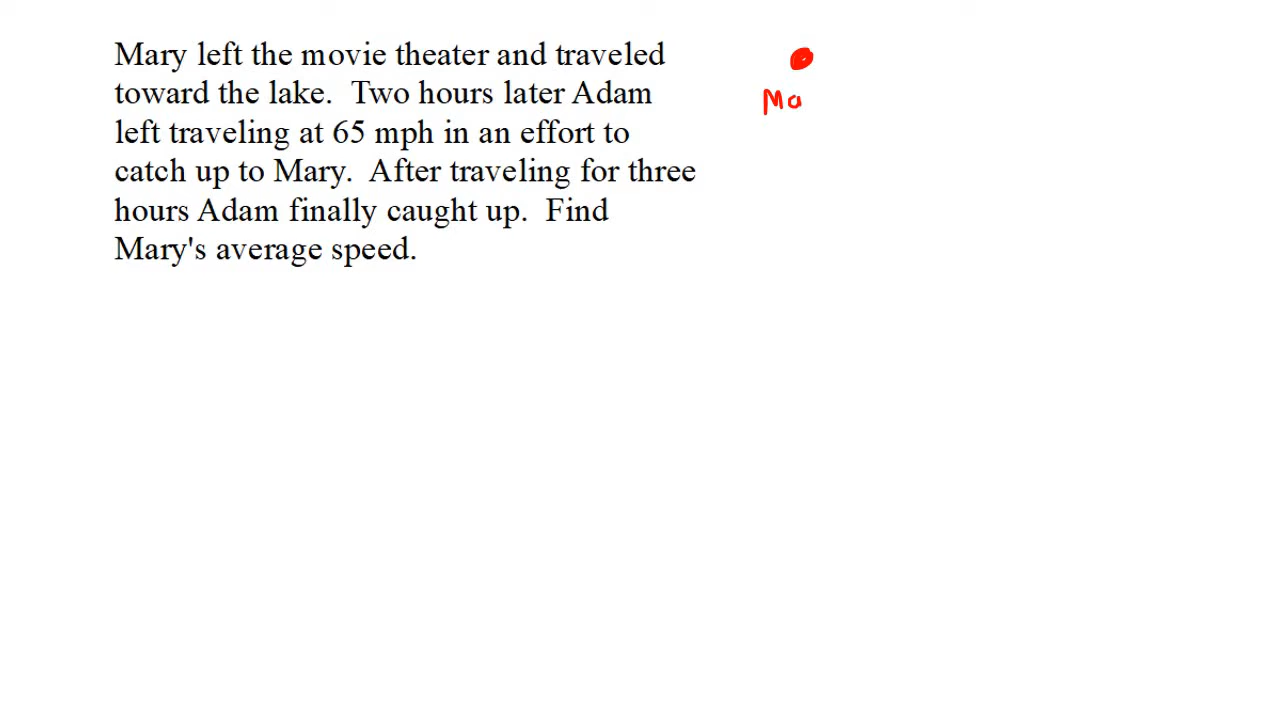 Mary left the movie theater and traveled
toward the lake.  Two hours later Adam
left traveling at 65 mph in an effort to
catch up to Mary.  After traveling for three
hours Adam finally caught up.  Find
Mary's average speed.
Mo